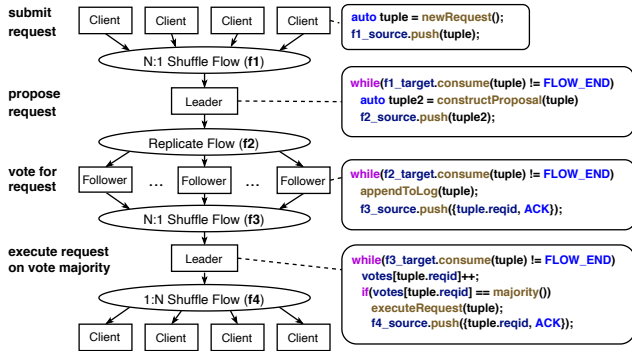 submit
request
Client
Client
Client
Client
auto tuple = newRequest();
f1_source.push(tuple);
N:1 Shuffle Flow (f1)
propose
request
Leader
while(f1_target.consume(tuple) != FLOW_END)
auto tuple2 = constructProposal(tuple)
f2_source.push(tuple2);
Replicate Flow (f2)
vote for
request
Follower
...
Follower
...
Follower
while(f2_target.consume(tuple) != FLOW_END)
appendToLog(tuple);
f3_source.push({tuple.reqid, ACK});
N:1 Shuffle Flow (f3)
execute request
on vote majority
Leader
while(f3_target.consume(tuple) != FLOW_END)
votes[tuple.reqid]++;
if(votes[tuple.reqid] == majority())
executeRequest(tuple);
f4_source.push({tuple.reqid, ACK});
1:N Shuffle Flow (f4)
Client
Client
Client
Client